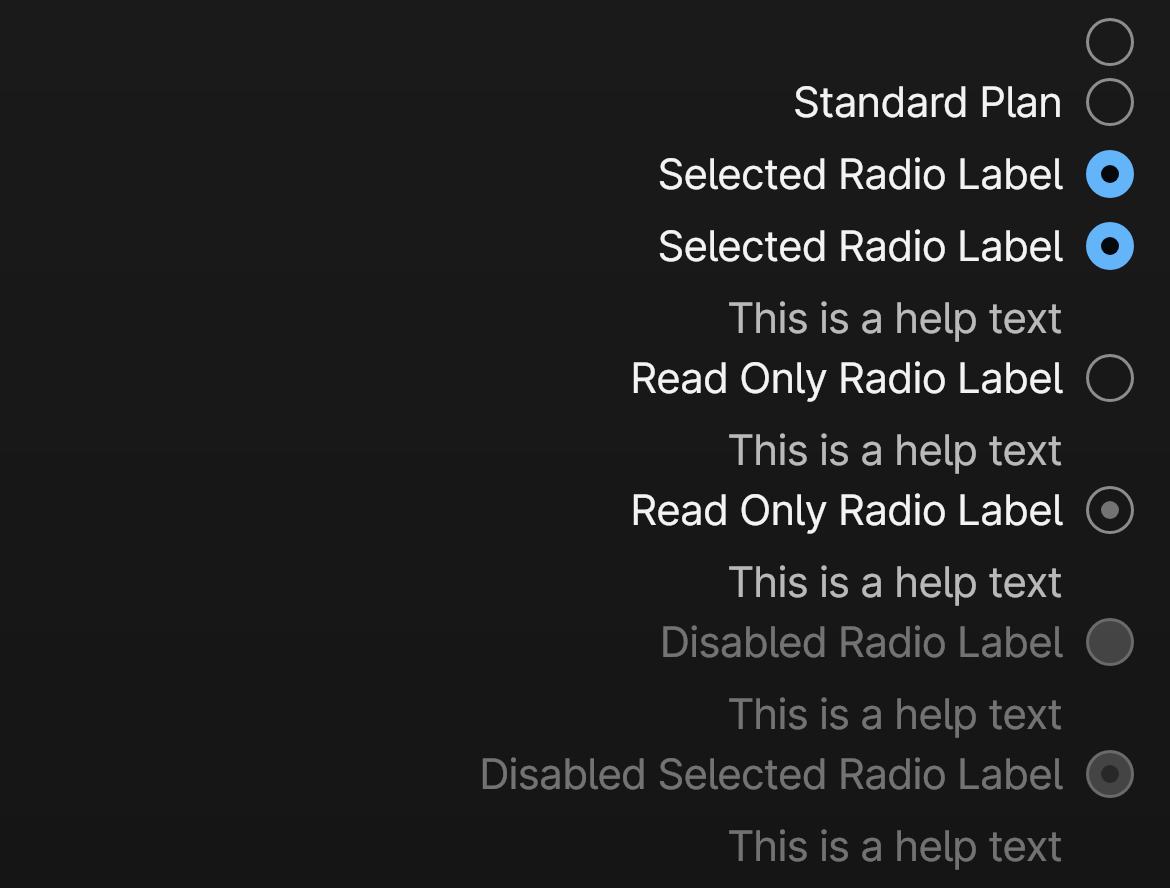 Standard Plan
Selected Radio Label
Selected Radio Label
This is a help text
Read Only Radio Label
This is a help text
Read Only Radio Label
This is a help text
Disabled Radio Label
This is a help text
Disabled Selected Radio Label
This is a help text